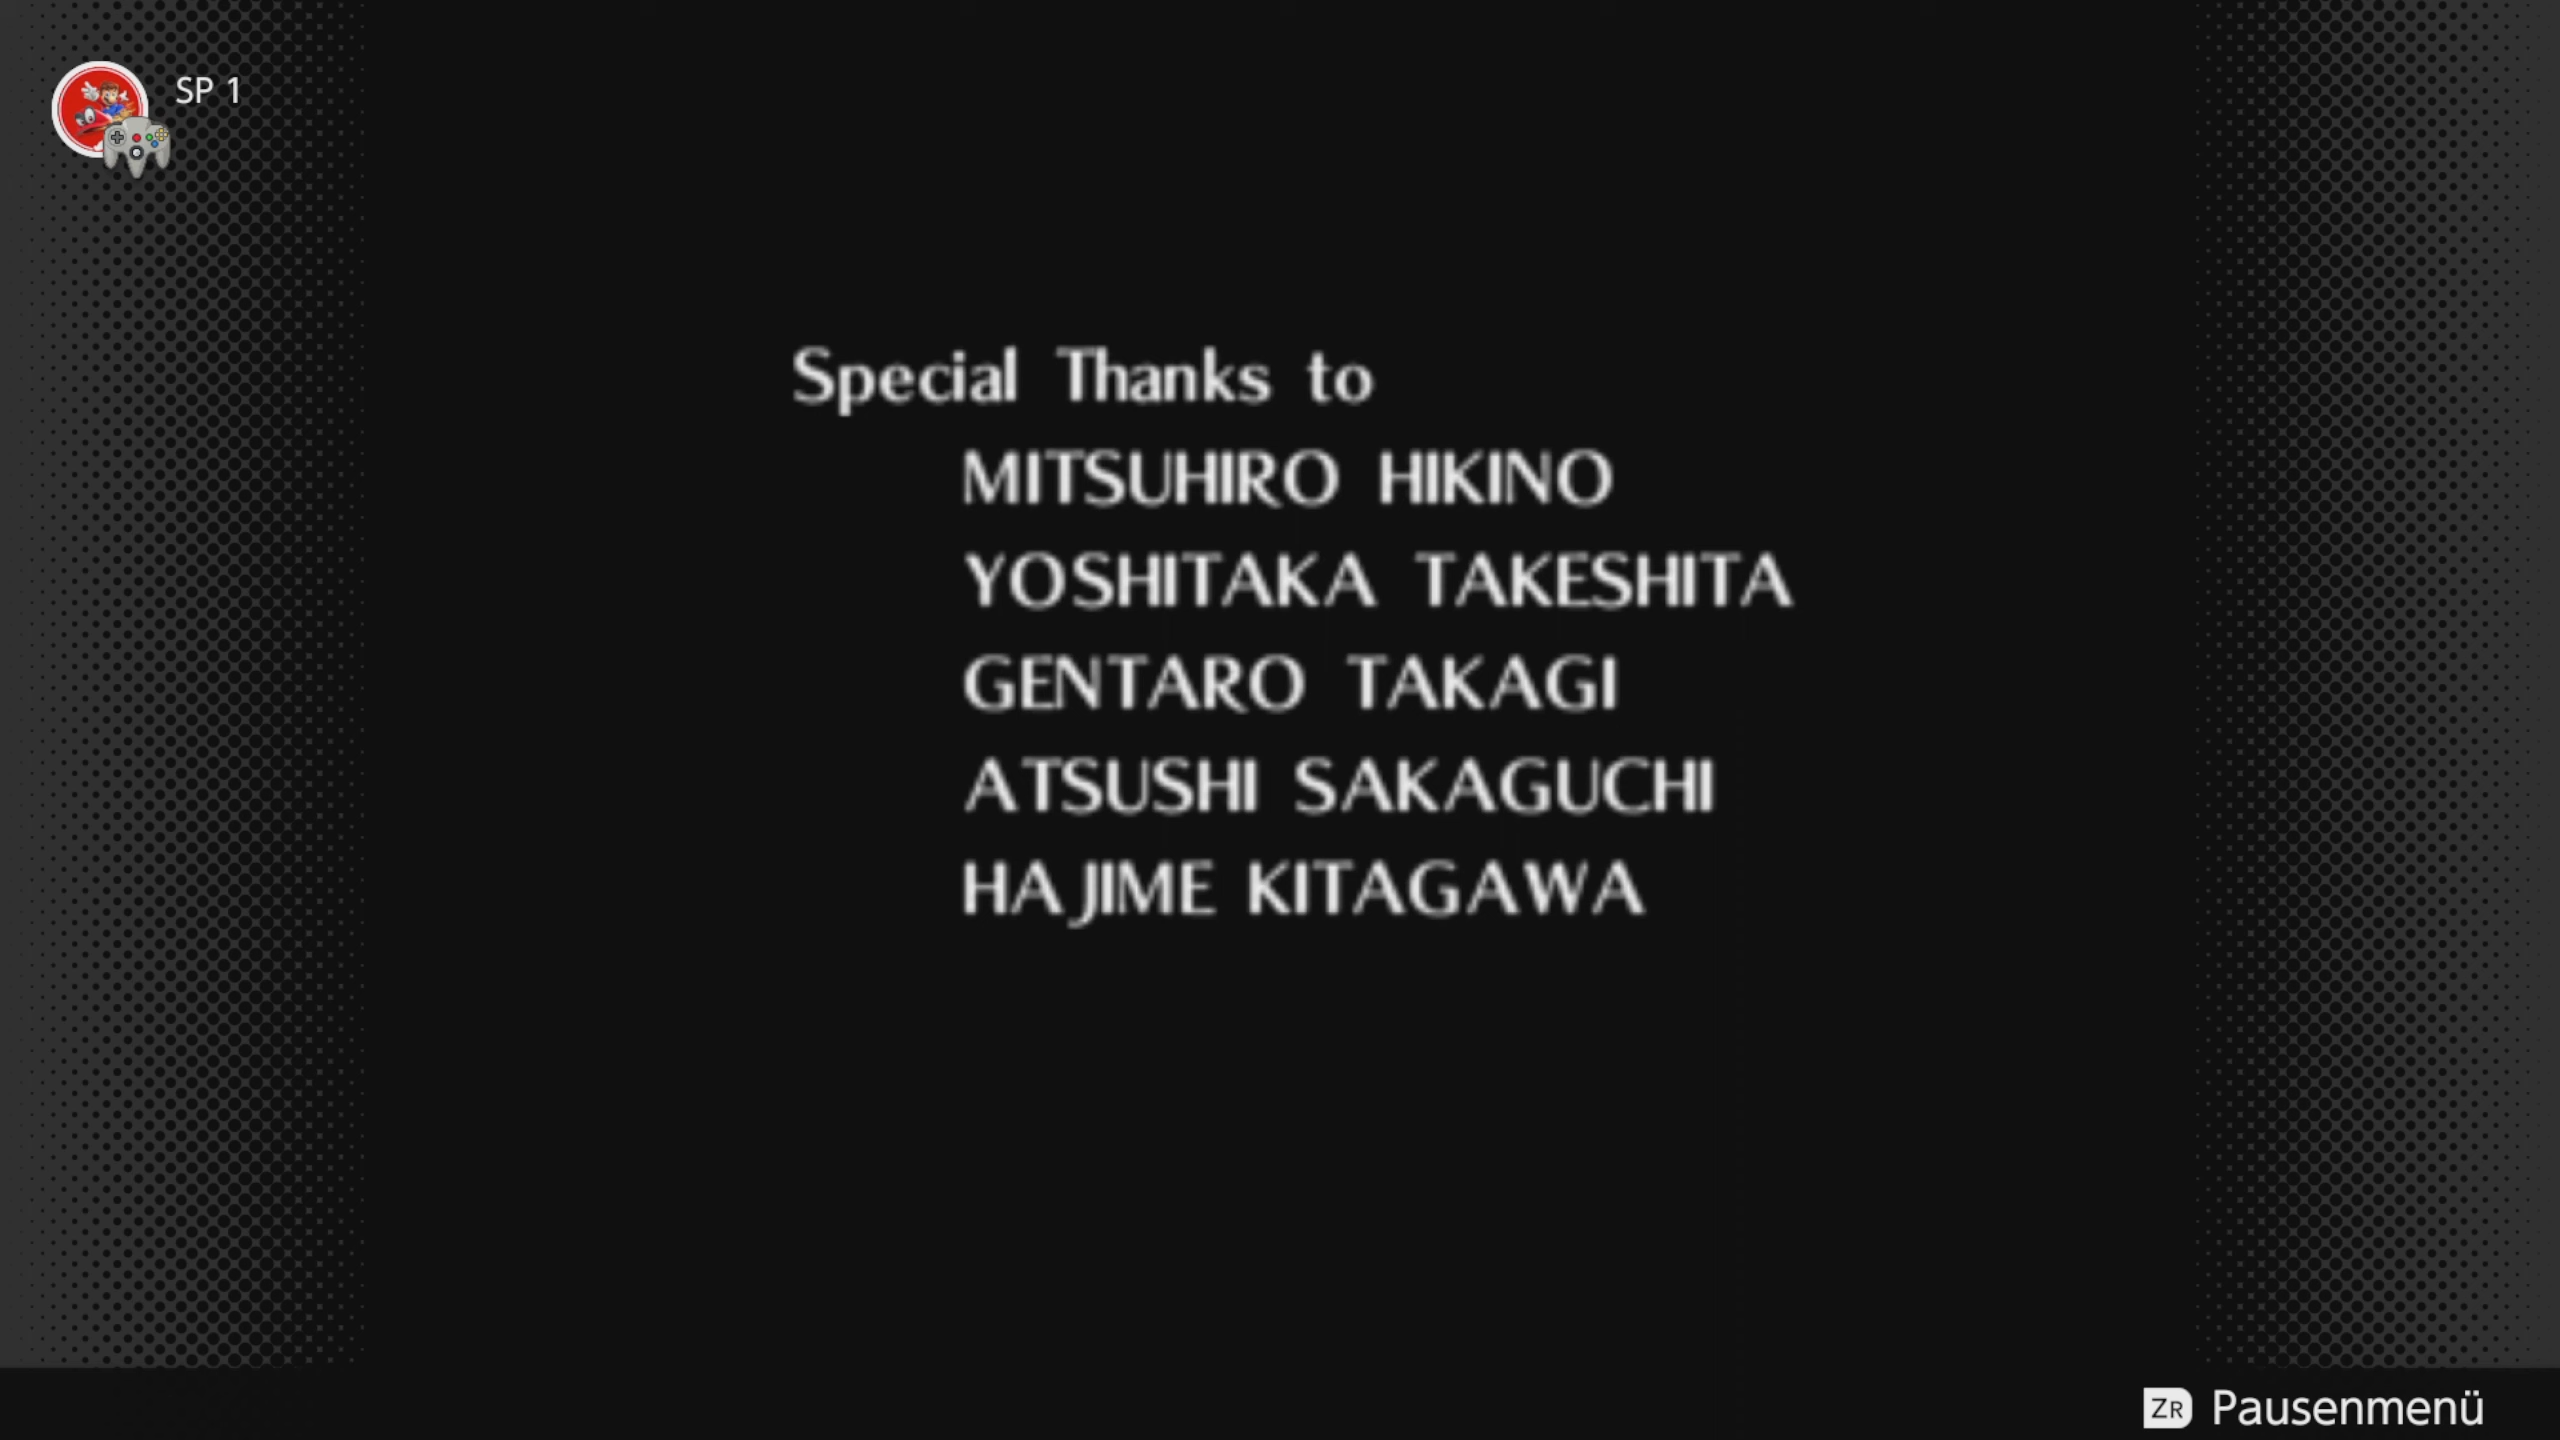 SP 1
Special Thanks to
MITSUHIRO HIKINO
YOSHITAKA TAKESHITA
GENTARO TAKAGI
ATSUSHI SAKAGUCHI
HAJIME KITAGAWA
ZR Pausenmenü